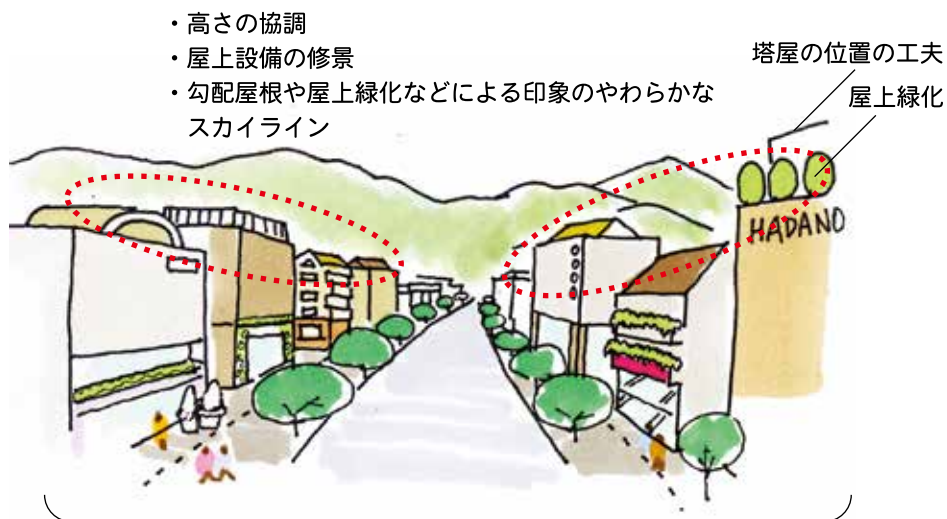 ・高さの協調
・屋上設備の修景
・勾配屋根や屋上緑化などによる印象のやわらかな
スカイライン
塔屋の位置の工夫
屋上緑化
HADANO